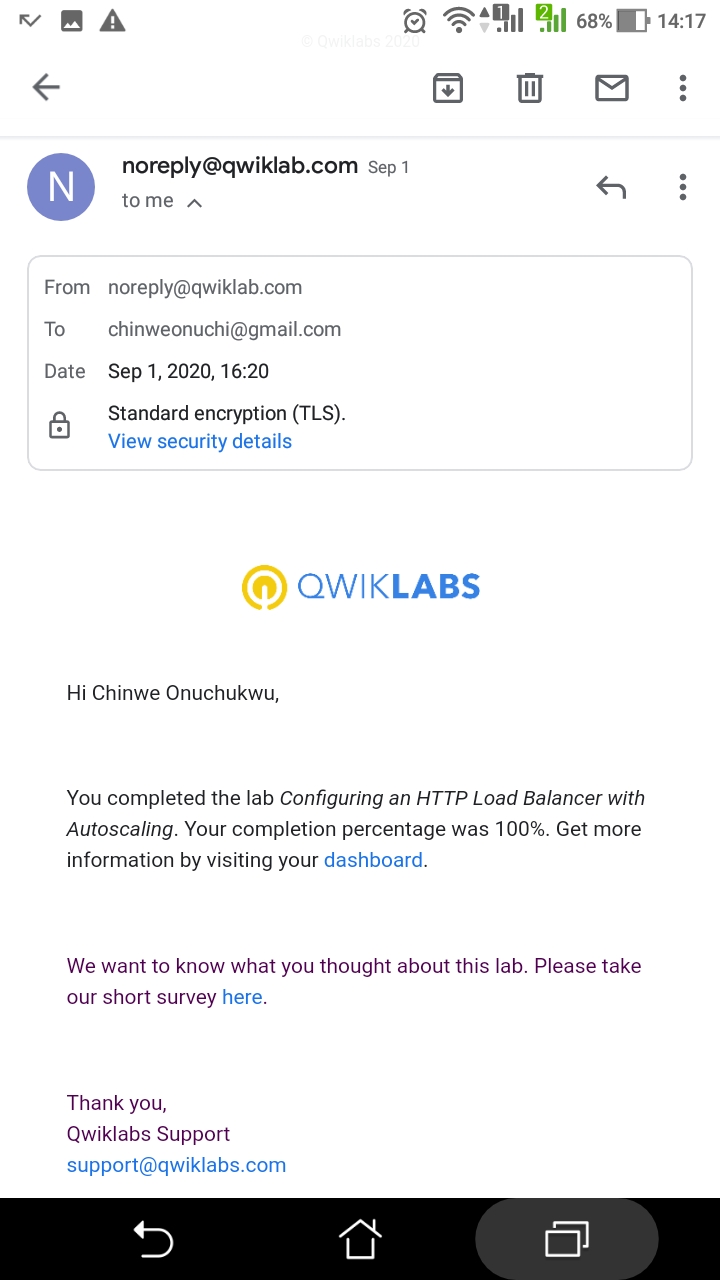 1 2 68% 14:17
© Qwiklabs 2020
N noreply@qwiklab.com Sep 1
to me
From noreply@qwiklab.com
To chinweonuchi@gmail.com
Date Sep 1, 2020, 16:20
Standard encryption (TLS).
View security details
QWIKLABS
Hi Chinwe Onuchukwu,
You completed the lab Configuring an HTTP Load Balancer with
Autoscaling. Your completion percentage was 100%. Get more
information by visiting your dashboard.
We want to know what you thought about this lab. Please take
our short survey here.
Thank you,
Qwiklabs Support
support@qwiklabs.com